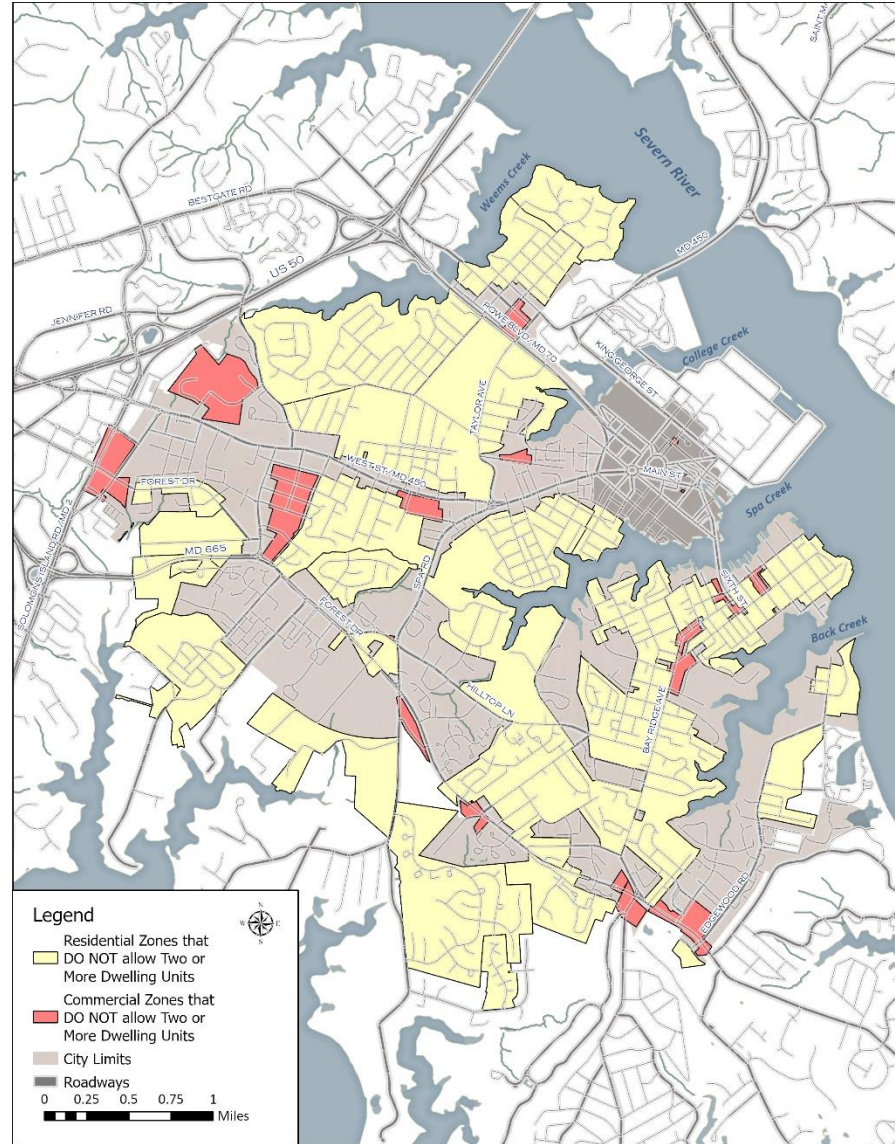 SAINT MA
Severn River
Weems Creek
BESTGATE RD
US 50
MD 450
JENNIFER RD
ROWE BLVD/MD 70
KING GEORGE ST
College Creek
TAYLOR AVE
WEST ST/MD 450
MAIN ST
FOREST DR
Spa Creek
SOLOMONS ISLAND RD/MD 2
MD 665
SPA RD
SIXTH ST
FOREST DR
Back Creek
HILLTOP LN
BAY RIDGE AVE
EDGEWOOD RD
Legend
N
W E
S
Residential Zones that
DO NOT allow Two or
More Dwelling Units
Commercial Zones that
DO NOT allow Two or
More Dwelling Units
City Limits
Roadways
0 0.25 0.5 0.75 1
Miles